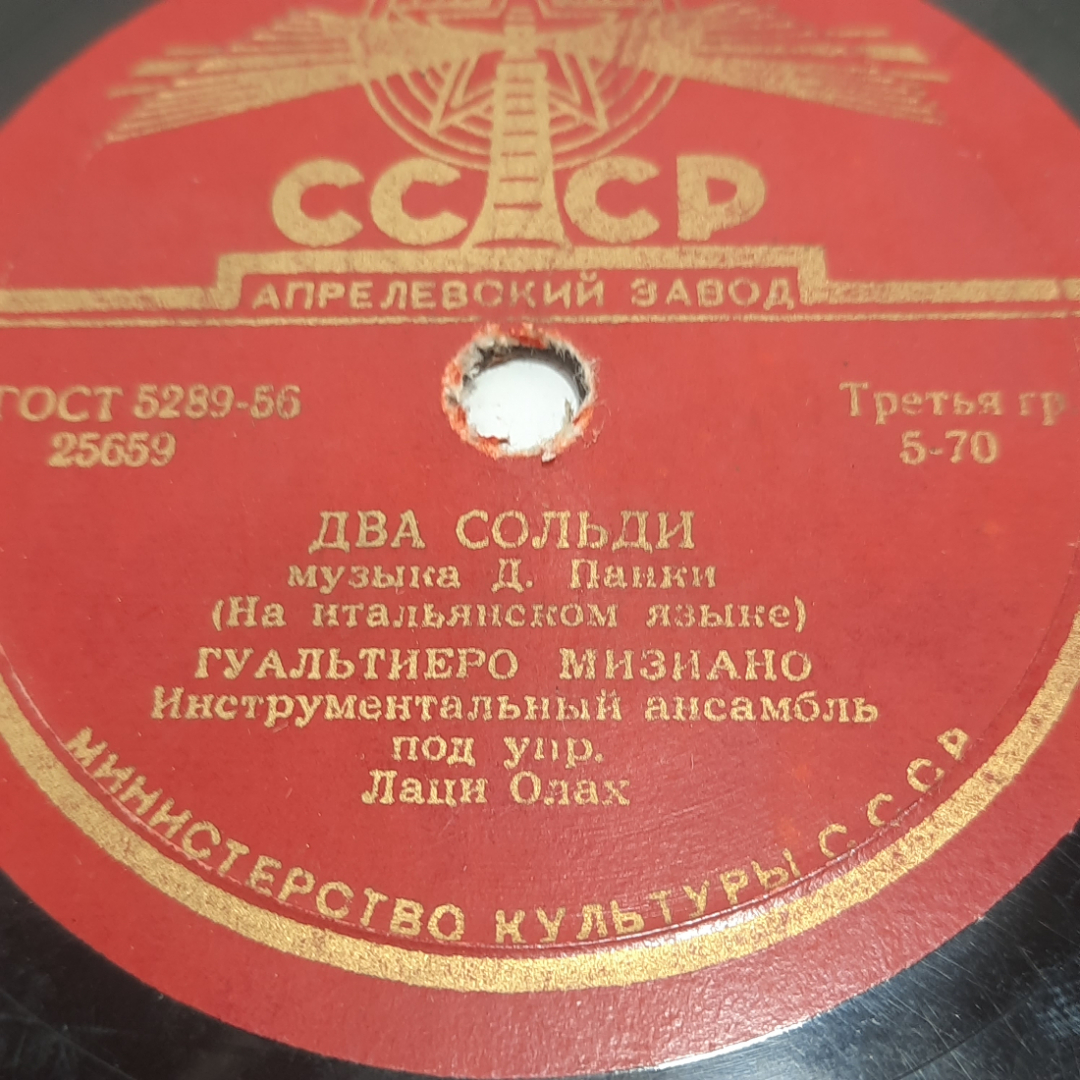 СССР
АПРЕЛЕВСКИЙ ЗАВОД
ГОСТ 5289-56
25659
Третья гр
5-70
ДВА СОЛЬДИ
музыка Д. Панки
(На итальянском языке)
ГУАЛЬТИЕРО МИЗИАНО
Инструментальный ансамбль
под упр.
Лаци Олах
МИНИСТЕРСТВО КУЛЬТУРЫ СССР